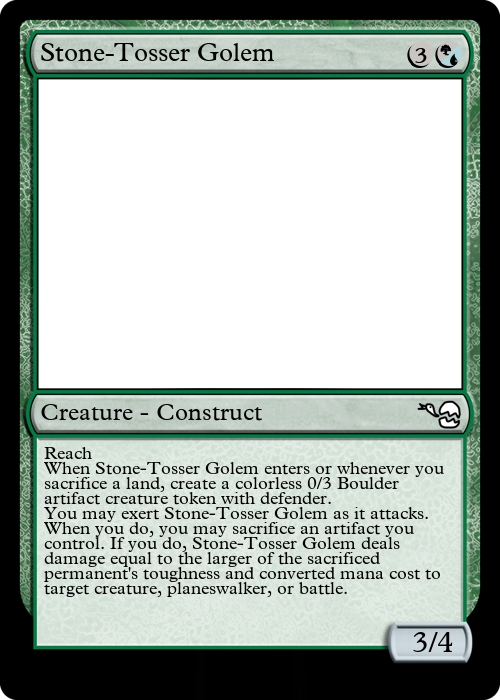 Stone-Tosser Golem
3
Creature - Construct
Reach
When Stone-Tosser Golem enters or whenever you
sacrifice a land, create a colorless 0/3 Boulder
artifact creature token with defender.
You may exert Stone-Tosser Golem as it attacks.
When you do, you may sacrifice an artifact you
control. If you do, Stone-Tosser Golem deals
damage equal to the larger of the sacrificed
permanent's toughness and converted mana cost to
target creature, planeswalker, or battle.
3/4